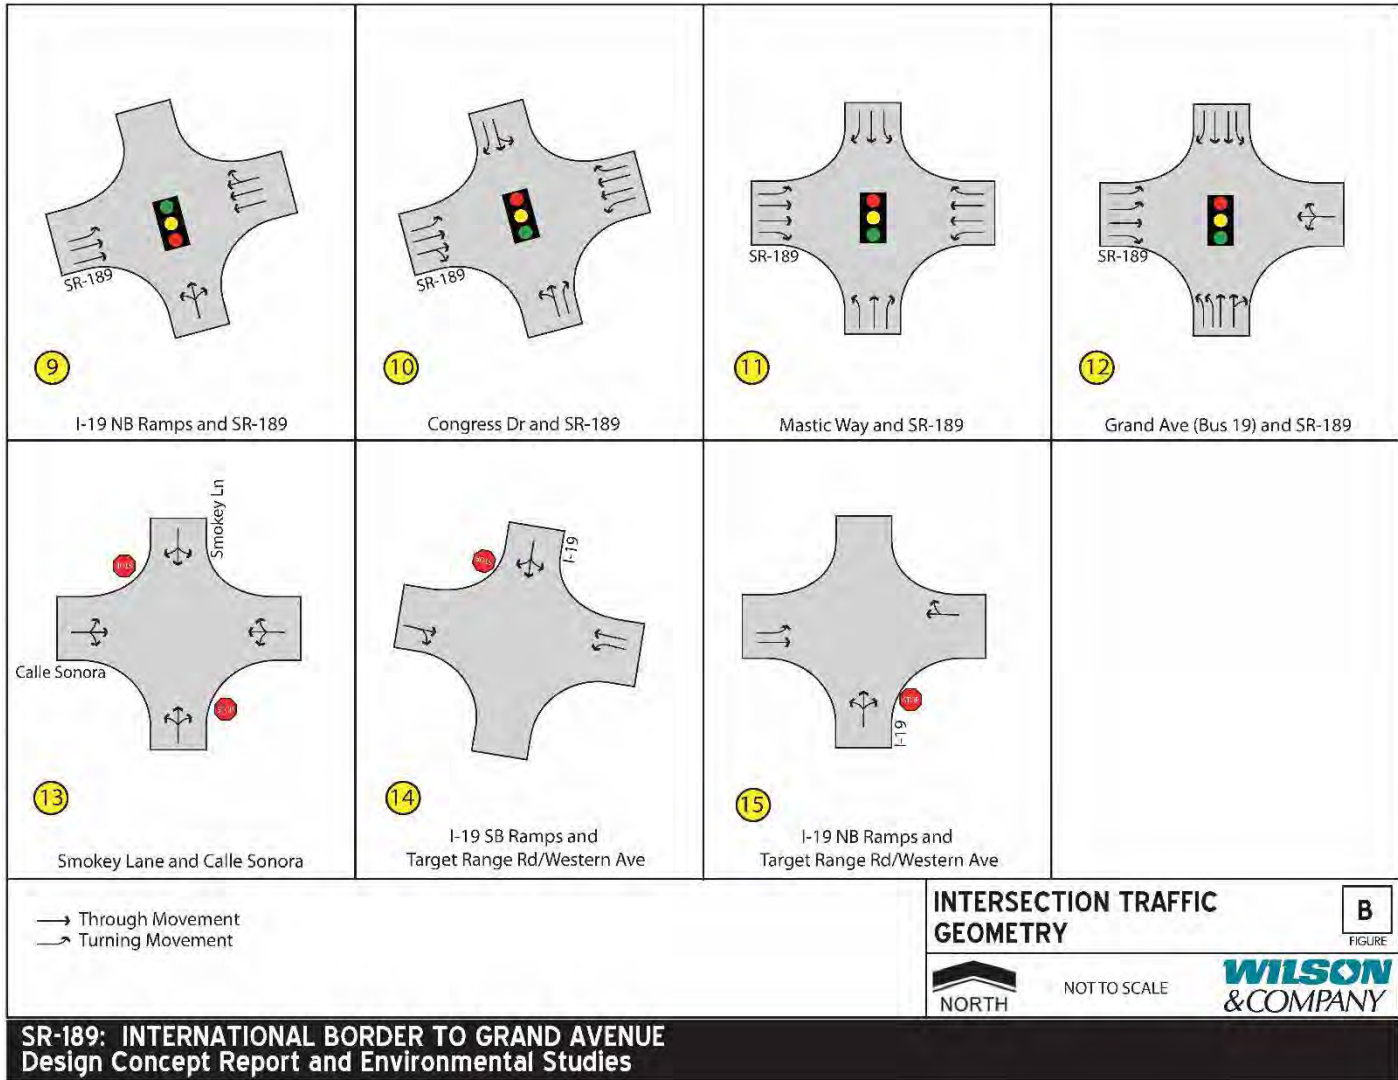 SR-189
9
I-19 NB Ramps and SR-189
SR-189
10
Congress Dr and SR-189
SR-189
11
Mastic Way and SR-189
SR-189
12
Grand Ave (Bus 19) and SR-189
Smokey Ln
Calle Sonora
STOP
13
Smokey Lane and Calle Sonora
I-19
14
I-19 SB Ramps and
Target Range Rd/Western Ave
STOP
I-19
15
I-19 NB Ramps and
Target Range Rd/Western Ave
Through Movement
Turning Movement
INTERSECTION TRAFFIC
GEOMETRY
B
FIGURE
NORTH
NOT TO SCALE
WILSON
&COMPANY
SR-189: INTERNATIONAL BORDER TO GRAND AVENUE
Design Concept Report and Environmental Studies